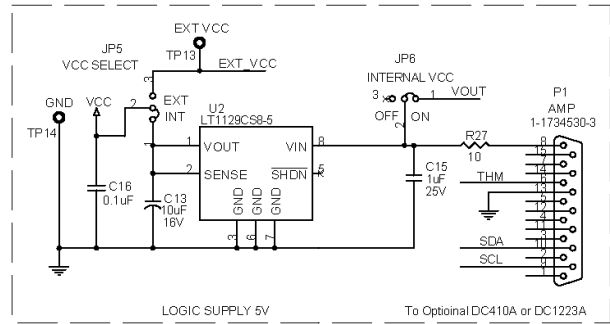 EXT VCC
JP5
VCC SELECT
TP13
EXT_VCC
JP6
INTERNAL VCC
3
1
VOUT
OFF
ON
2
P1
AMP
1-1734530-3
GND
TP14
VCC
3
2
EXT
INT
1
U2
LT1129CS8-5
1
VOUT
VIN
8
2
SENSE
SHDN
5
GND
GND
GND
3
6
7
R27
10
C15
1uF
25V
C16
0.1uF
C13
10uF
16V
THM
SDA
SCL
8
15
7
14
6
13
5
12
4
11
3
10
2
9
1
LOGIC SUPPLY 5V
To Optioinal DC410A or DC1223A